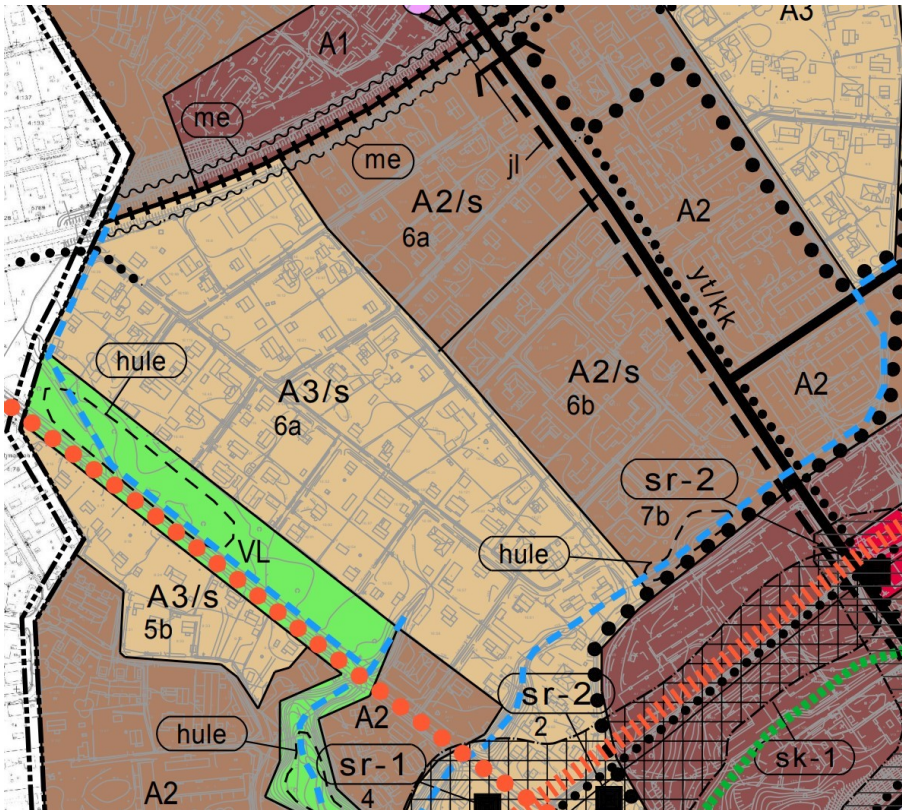 A3
A1
me
me
jl
A2/s
6a
A2
yt/kk
hule
A3/s
6a
A2/s
6b
A2
sr-2
7b
VL
hule
A3/s
5b
sr-2
2
A2
hule
sr-1
4
sk-1
A2